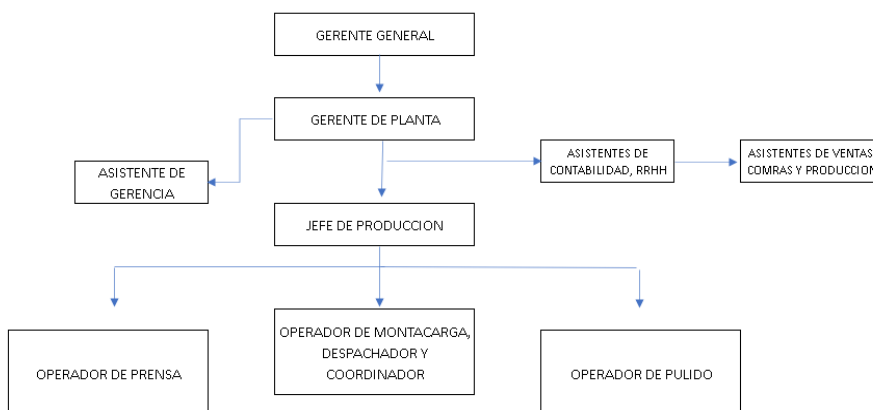 GERENTE GENERAL
GERENTE DE PLANTA
ASISTENTE DE
GERENCIA
ASISTENTES DE
CONTABILIDAD, RRHH
ASISTENTES DE VENTAS
COMRAS Y PRODUCCION
JEFE DE PRODUCCION
OPERADOR DE PRENSA
OPERADOR DE MONTACARGA,
DESPACHADOR Y
COORDINADOR
OPERADOR DE PULIDO